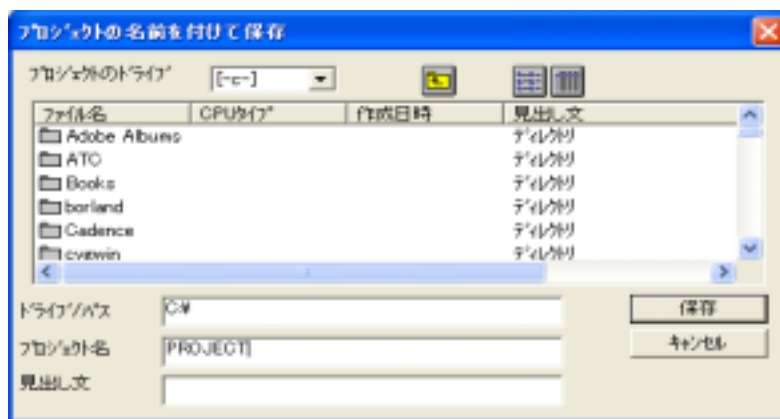 ﾌﾟﾛｼﾞｪｸﾄの名前を付けて保存
ﾌﾟﾛｼﾞｪｸﾄのﾄﾞﾗｲﾌﾞ [-c-]
ﾌｧｲﾙ名 CPUﾀｲﾌﾟ 作成日時 見出し文
Adobe Albums ﾃﾞｨﾚｸﾄﾘ
ATC ﾃﾞｨﾚｸﾄﾘ
Books ﾃﾞｨﾚｸﾄﾘ
borland ﾃﾞｨﾚｸﾄﾘ
Cadence ﾃﾞｨﾚｸﾄﾘ
cygwin ﾃﾞｨﾚｸﾄﾘ
ﾄﾞﾗｲﾌﾞ/ﾊﾟｽ C:¥ 保存
ﾌﾟﾛｼﾞｪｸﾄ名 PROJECT ｷｬﾝｾﾙ
見出し文